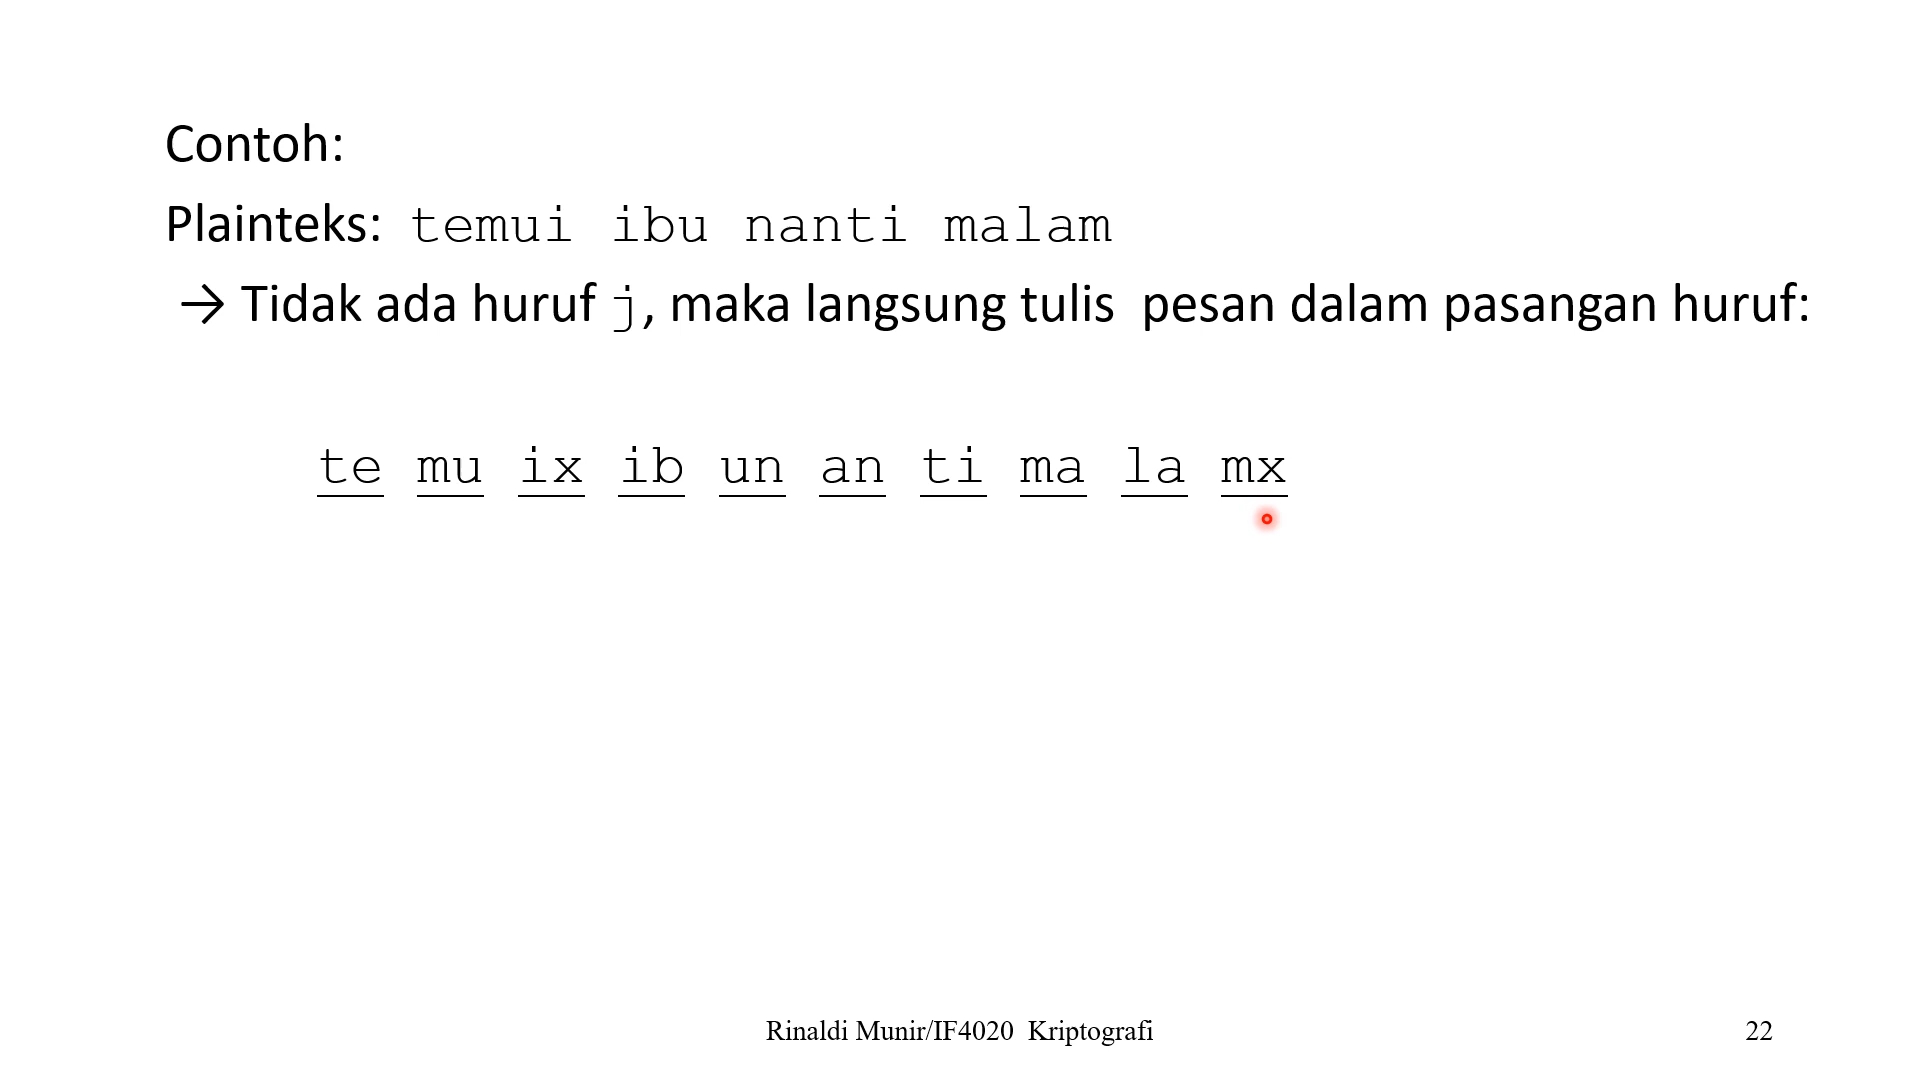 Contoh:
Plainteks: temui ibu nanti malam
→ Tidak ada huruf j, maka langsung tulis pesan dalam pasangan huruf:
te mu ix ib un an ti ma la mx
Rinaldi Munir/IF4020 Kriptografi
22